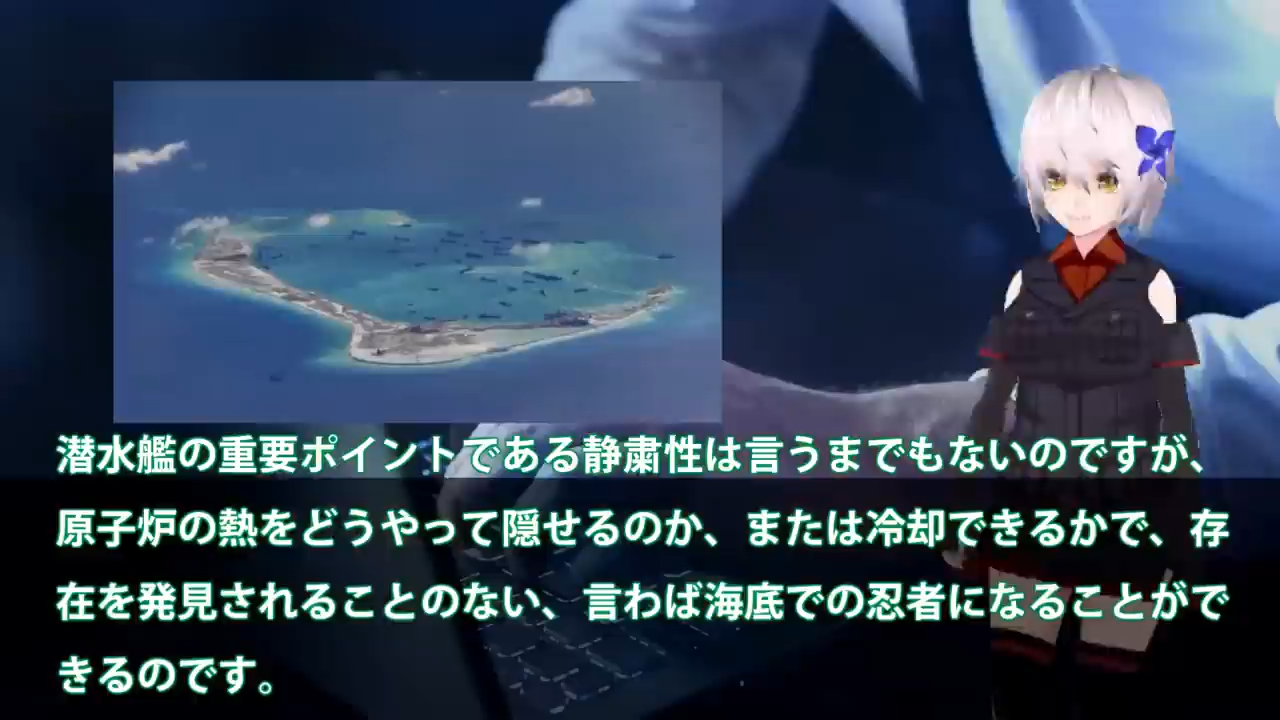 潜水艦の重要ポイントである静粛性は言うまでもないのですが、
原子炉の熱をどうやって隠せるのか、または冷却できるかで、存
在を発見されることのない、言わば海底での忍者になることがで
きるのです。